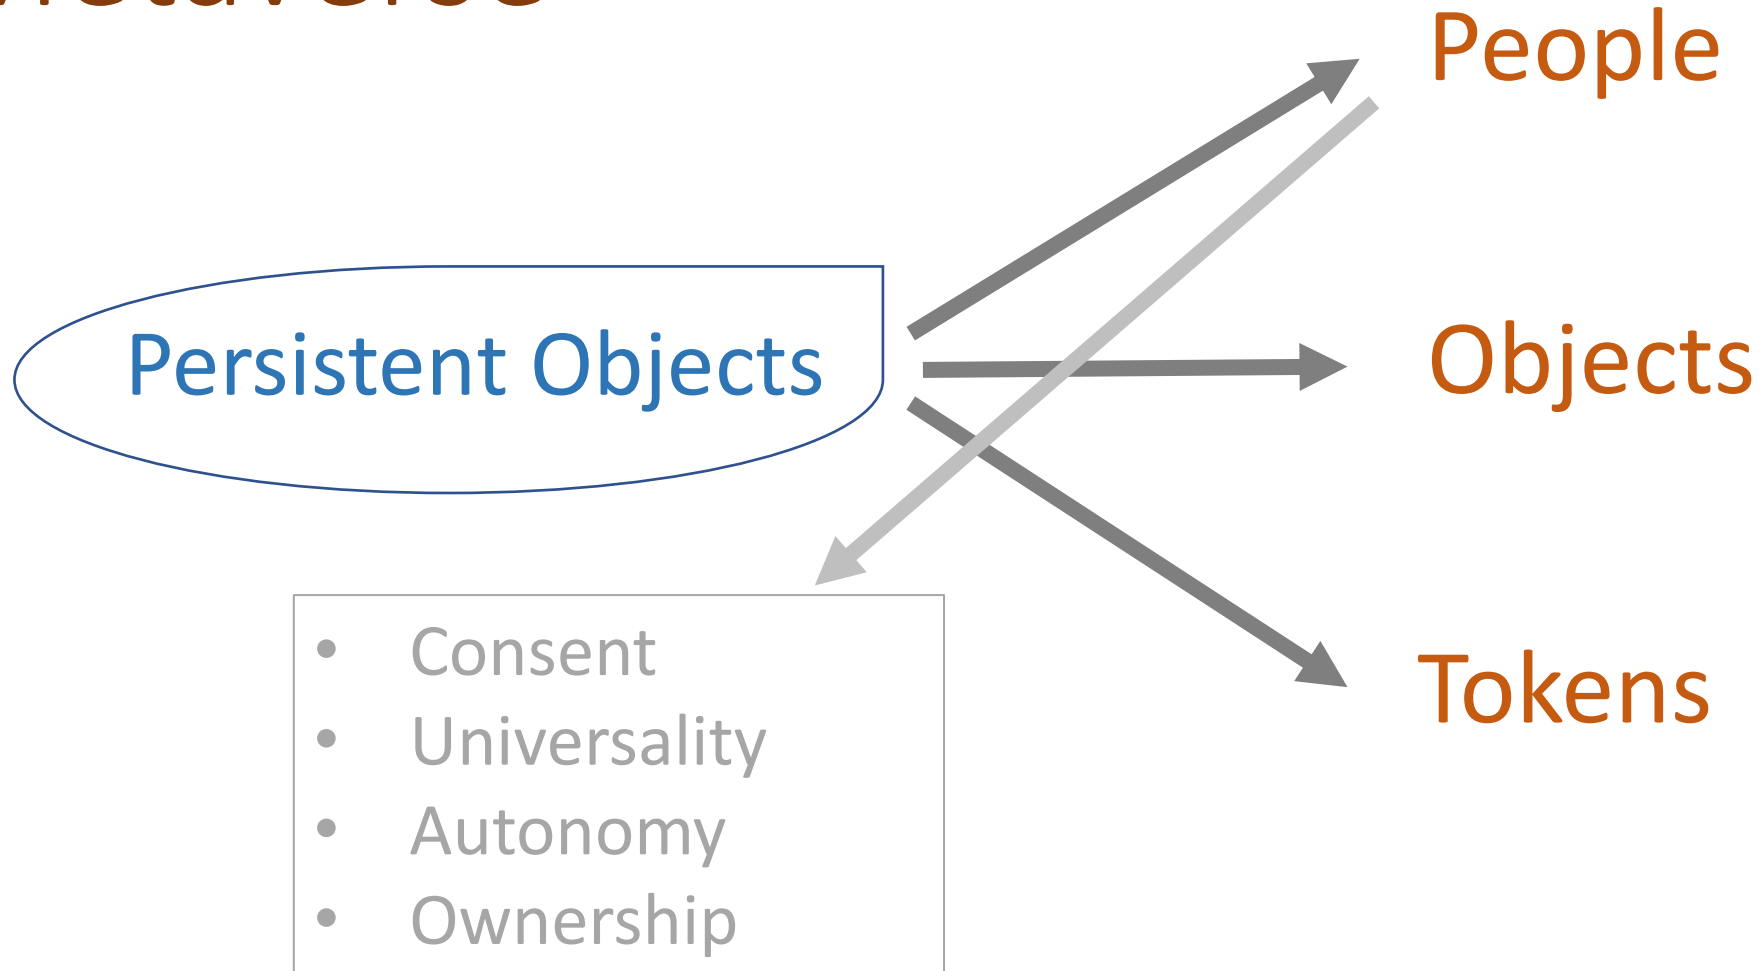 People
Persistent Objects
Objects
Consent
Universality
Tokens
Autonomy
Ownership